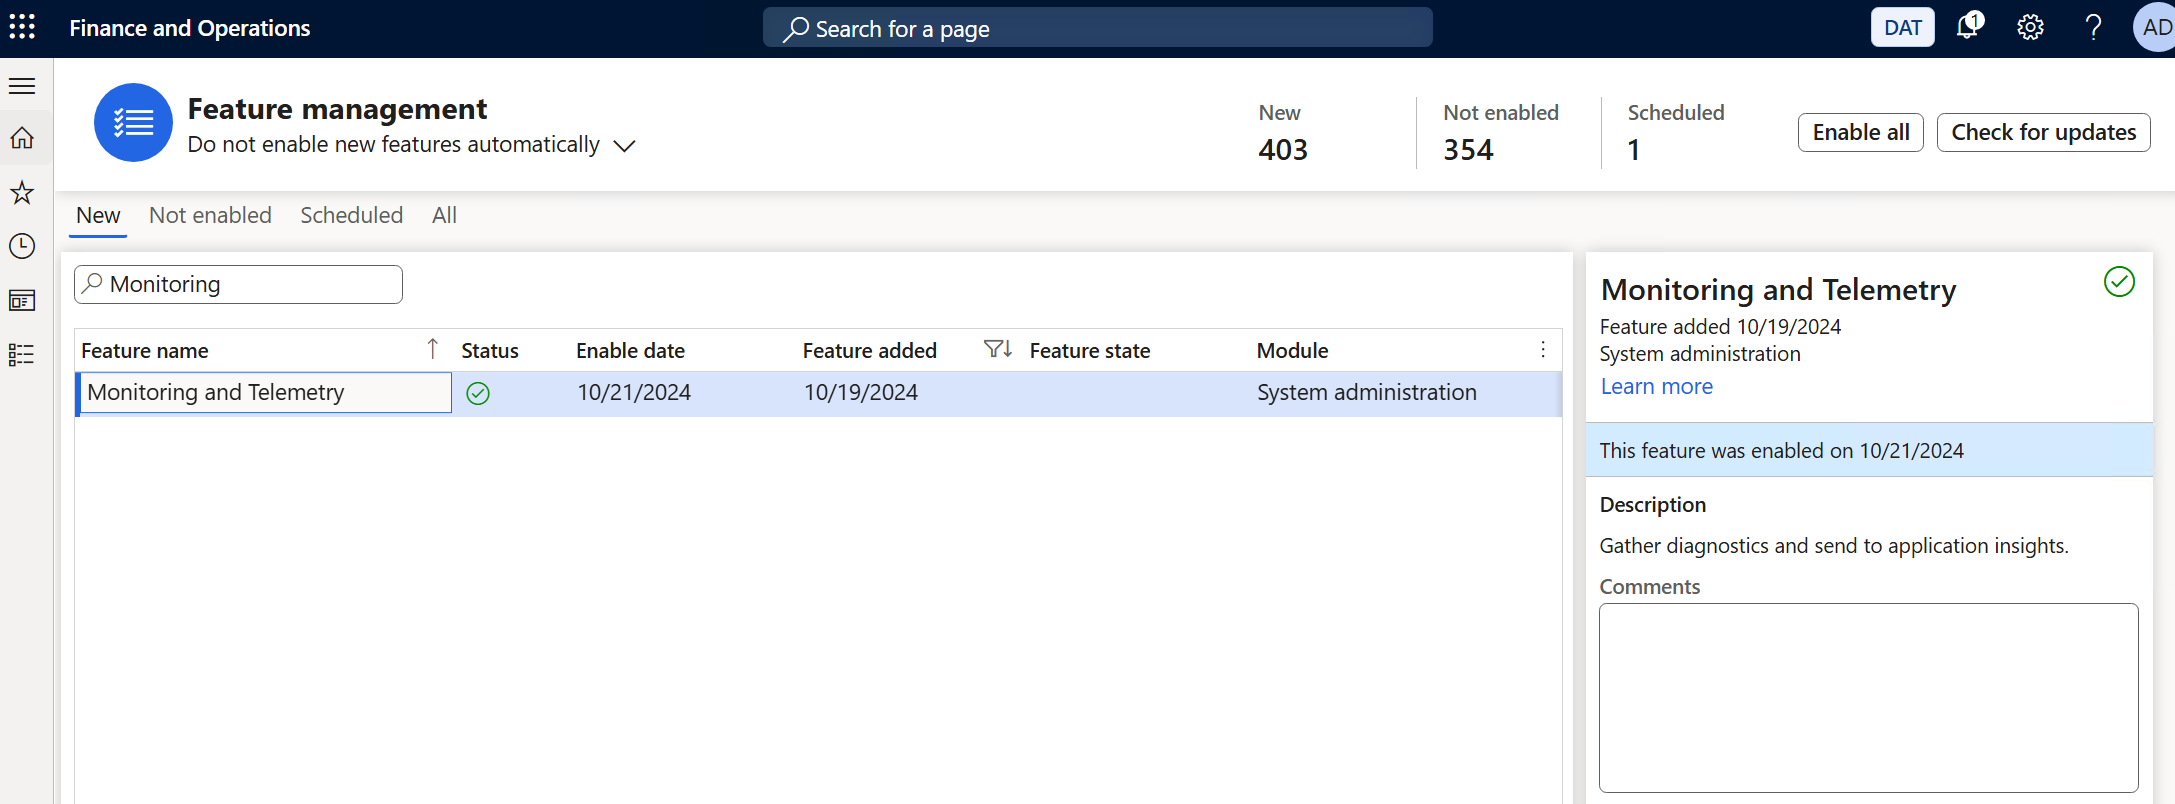 Finance and Operations
Search for a page
DAT
1
AD
Feature management
Do not enable new features automatically
New
403
Not enabled
354
Scheduled
1
Enable all
Check for updates
New Not enabled Scheduled All
Monitoring
Feature name Status Enable date Feature added Feature state Module
Monitoring and Telemetry 10/21/2024 10/19/2024 System administration
Monitoring and Telemetry
Feature added 10/19/2024
System administration
Learn more
This feature was enabled on 10/21/2024
Description
Gather diagnostics and send to application insights.
Comments